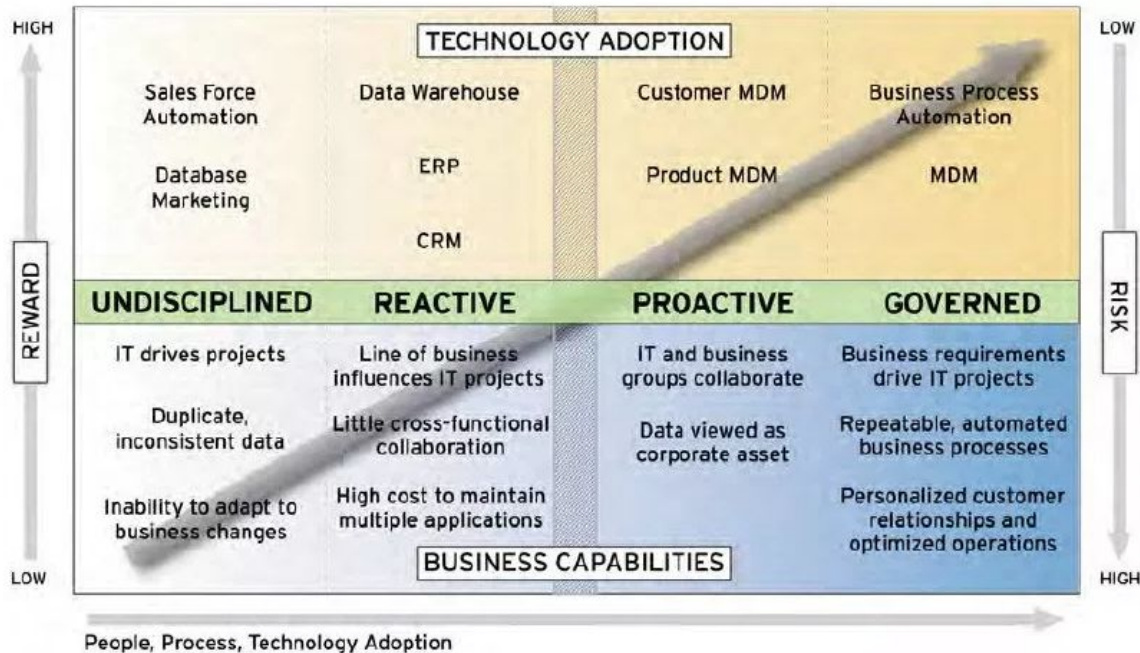 HIGH
LOW
TECHNOLOGY ADOPTION
Sales Force
Automation
Database
Marketing
Data Warehouse
ERP
CRM
Customer MDM
Product MDM
Business Process
Automation
MDM
REWARD
RISK
UNDISCIPLINED
REACTIVE
PROACTIVE
GOVERNED
IT drives projects
Duplicate,
inconsistent data
Inability to adapt to
business changes
Line of business
influences IT projects
Little cross-functional
collaboration
High cost to maintain
multiple applications
IT and business
groups collaborate
Data viewed as
corporate asset
Business requirements
drive IT projects
Repeatable, automated
business processes
Personalized customer
relationships and
optimized operations
BUSINESS CAPABILITIES
LOW
HIGH
People, Process, Technology Adoption